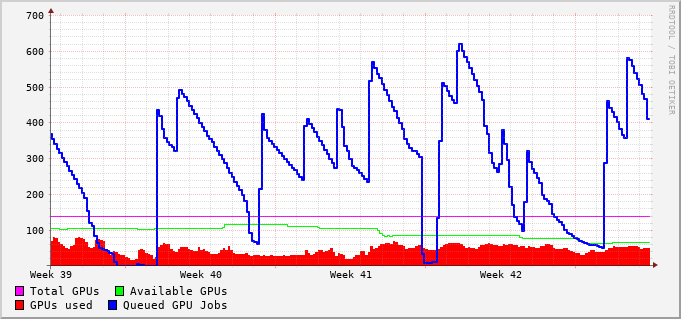 700
600
500
400
300
200
100
Week 39 Week 40 Week 41 Week 42
Total GPUs Available GPUs
GPUs used Queued GPU Jobs
RRDTOOL / TOBI OETIKER